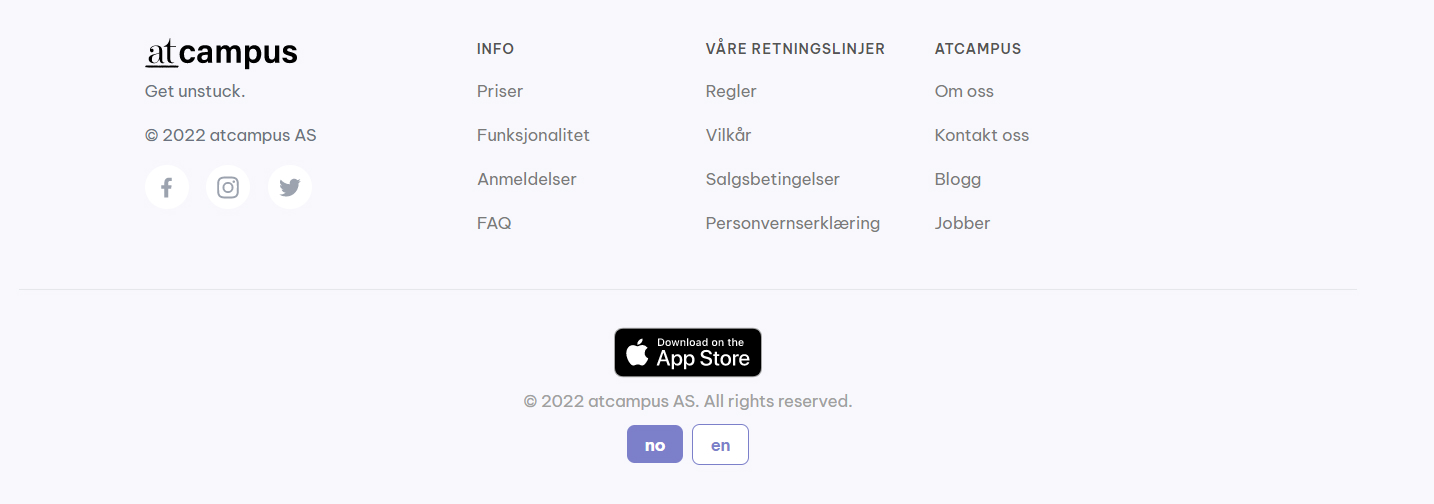 atcampus
Get unstuck.
© 2022 atcampus AS
INFO
Priser
Funksjonalitet
Anmeldelser
FAQ
VÅRE RETNINGSLINJER
Regler
Vilkår
Salgsbetingelser
Personvernserklæring
ATCAMPUS
Om oss
Kontakt oss
Blogg
Jobber
Download on the
App Store
© 2022 atcampus AS. All rights reserved.
no en